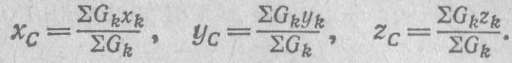 x_C = ΣG_k x_k / ΣG_k , y_C = ΣG_k y_k / ΣG_k , z_C = ΣG_k z_k / ΣG_k .